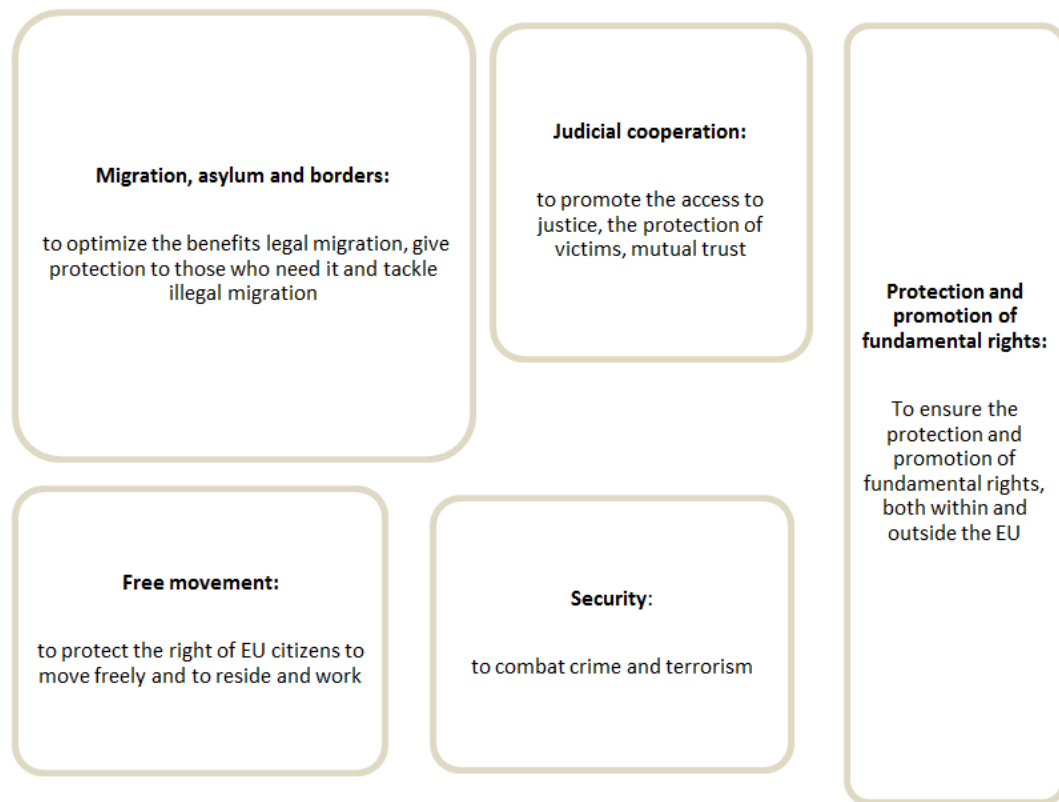 Migration, asylum and borders:
to optimize the benefits legal migration, give
protection to those who need it and tackle
illegal migration
Judicial cooperation:
to promote the access to
justice, the protection of
victims, mutual trust
Protection and
promotion of
fundamental rights:
To ensure the
protection and
promotion of
fundamental rights,
both within and
outside the EU
Free movement:
to protect the right of EU citizens to
move freely and to reside and work
Security:
to combat crime and terrorism